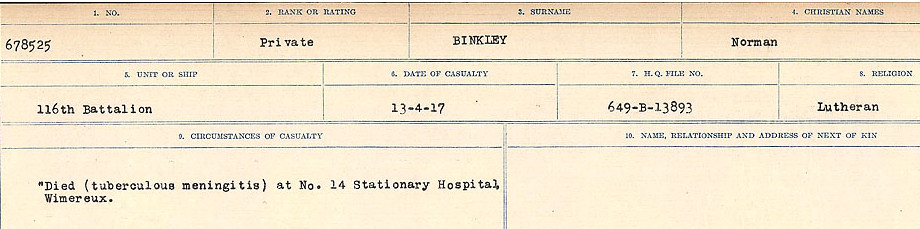 1. NO. 2. RANK OR RATING 3. SURNAME 4. CHRISTIAN NAMES
678525 Private BINKLEY Norman
5. UNIT OR SHIP 6. DATE OF CASUALTY 7. H.Q. FILE NO. 8. RELIGION
116th Battalion 13-4-17 649-B-13893 Lutheran
9. CIRCUMSTANCES OF CASUALTY 10. NAME, RELATIONSHIP AND ADDRESS OF NEXT OF KIN
"Died (tuberculous meningitis) at No. 14 Stationary Hospital,
Wimereux.